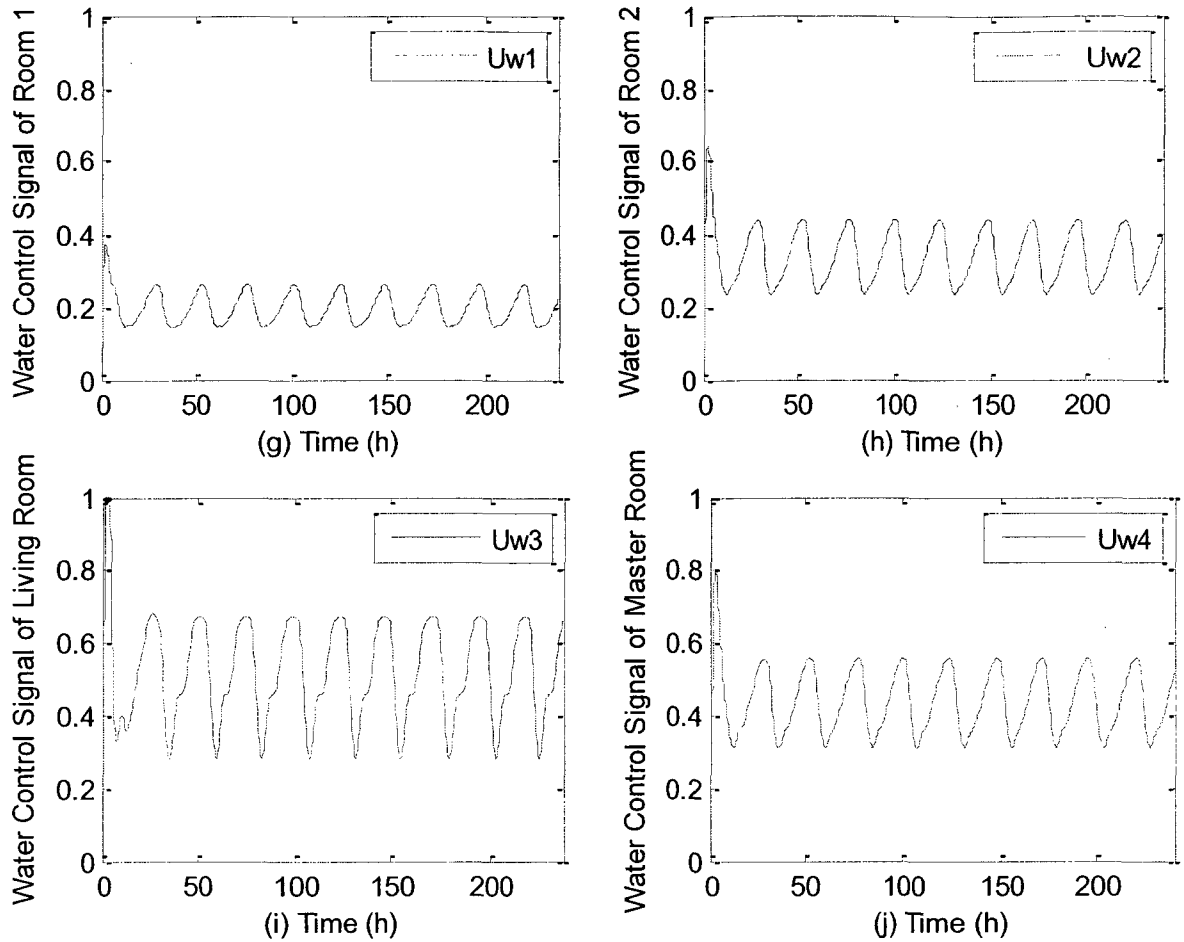 Water Control Signal of Room 1
1
0.8
0.6
0.4
0.2
0
Uw1
0 50 100 150 200
(g) Time (h)
Water Control Signal of Room 2
1
0.8
0.6
0.4
0.2
0
Uw2
0 50 100 150 200
(h) Time (h)
Water Control Signal of Living Room
1
0.8
0.6
0.4
0.2
0
Uw3
0 50 100 150 200
(i) Time (h)
Water Control Signal of Master Room
1
0.8
0.6
0.4
0.2
0
Uw4
0 50 100 150 200
(j) Time (h)